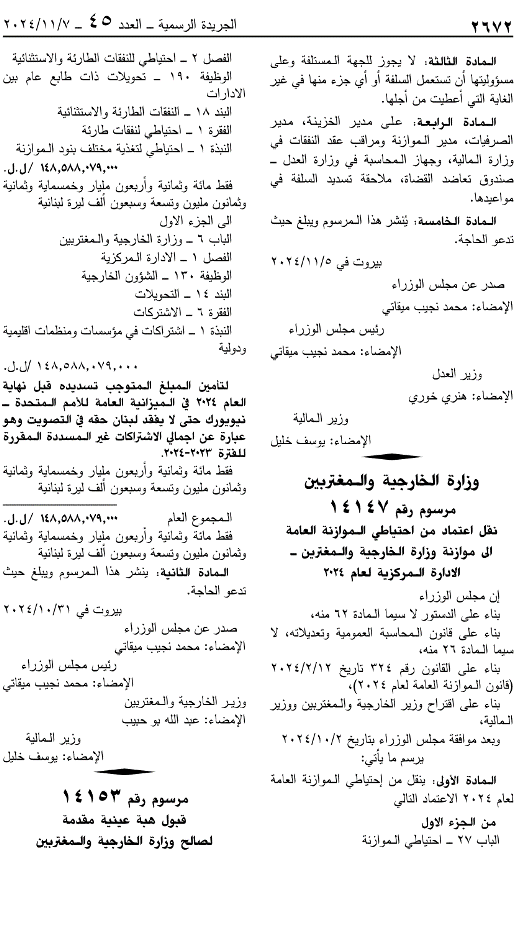 ٢٦٧٢
الجريدة الرسمية – العدد ٤٥ – ٢٠٢٤/١١/٧
المادة الثالثة: لا يجوز للجهة المستلفة وعلى
مسؤوليتها أن تستعمل السلفة أو أي جزء منها في غير
الغاية التي أعطيت من أجلها.
المادة الرابعة: على مدير الخزينة، مدير
الصرفيات، مدير الموازنة ومراقب عقد النفقات في
وزارة المالية، وجهاز المحاسبة في وزارة العدل –
صندوق تعاضد القضاة، ملاحقة تسديد السلفة في
مواعيدها.
المادة الخامسة: يُنشر هذا المرسوم ويبلغ حيث
تدعو الحاجة.
بيروت في ٢٠٢٤/١١/٥
صدر عن مجلس الوزراء
الإمضاء: محمد نجيب ميقاتي
رئيس مجلس الوزراء
الإمضاء: محمد نجيب ميقاتي
وزير العدل
الإمضاء: هنري خوري
وزير المالية
الإمضاء: يوسف خليل
وزارة الخارجية والمغتربين
مرسوم رقم ١٤١٤٧
نقل اعتماد من احتياطي الموازنة العامة
الى موازنة وزارة الخارجية والمغتربين –
الادارة المركزية لعام ٢٠٢٤
إن مجلس الوزراء
بناء على الدستور لا سيما المادة ٦٢ منه،
بناء على قانون المحاسبة العمومية وتعديلاته، لا
سيما المادة ٢٦ منه،
بناء على القانون رقم ٣٢٤ تاريخ ٢٠٢٤/٢/١٢
(قانون الموازنة العامة لعام ٢٠٢٤)،
بناء على اقتراح وزير الخارجية والمغتربين ووزير
المالية،
وبعد موافقة مجلس الوزراء بتاريخ ٢٠٢٤/١٠/٢
يرسم ما يأتي:
المادة الأولى: ينقل من إحتياطي الموازنة العامة
لعام ٢٠٢٤ الاعتماد التالي
من الجزء الاول
الباب ٢٧ – احتياطي الموازنة
الفصل ٢ – احتياطي للنفقات الطارئة والاستثنائية
الوظيفة ١٩٠ – تحويلات ذات طابع عام بين
الادارات
البند ١٨ – النفقات الطارئة والاستثنائية
الفقرة ١ – احتياطي لنفقات طارئة
النبذة ١ – احتياطي لتغذية مختلف بنود الموازنة
١٤٨,٥٨٨,٠٧٩,٠٠٠ /ل.ل.
فقط مائة وثمانية وأربعون مليار وخمسماية وثمانية
وثمانون مليون وتسعة وسبعون ألف ليرة لبنانية
الى الجزء الاول
الباب ٦ – وزارة الخارجية والمغتربين
الفصل ١ – الادارة المركزية
الوظيفة ١٣٠ – الشؤون الخارجية
البند ١٤ – التحويلات
الفقرة ٦ – الاشتركات
النبذة ١ – اشتراكات في مؤسسات ومنظمات اقليمية
ودولية
١٤٨,٥٨٨,٠٧٩,٠٠٠ /ل.ل.
لتأمين المبلغ المتوجب تسديده قبل نهاية
العام ٢٠٢٤ في الميزانية العامة للأمم المتحدة –
نيويورك حتى لا يفقد لبنان حقه في التصويت وهو
عبارة عن اجمالي الاشتراكات غير المسددة المقررة
للفترة ٢٠٢٣-٢٠٢٤.
فقط مائة وثمانية وأربعون مليار وخمسماية وثمانية
وثمانون مليون وتسعة وسبعون ألف ليرة لبنانية
المجموع العام ١٤٨,٥٨٨,٠٧٩,٠٠٠ /ل.ل.
فقط مائة وثمانية وأربعون مليار وخمسماية وثمانية
وثمانون مليون وتسعة وسبعون ألف ليرة لبنانية
المادة الثانية: ينشر هذا المرسوم ويبلغ حيث
تدعو الحاجة.
بيروت في ٢٠٢٤/١٠/٣١
صدر عن مجلس الوزراء
الإمضاء: محمد نجيب ميقاتي
رئيس مجلس الوزراء
الإمضاء: محمد نجيب ميقاتي
وزير الخارجية والمغتربين
الإمضاء: عبد الله بو حبيب
وزير المالية
الإمضاء: يوسف خليل
مرسوم رقم ١٤١٥٣
قبول هبة عينية مقدمة
لصالح وزارة الخارجية والمغتربين